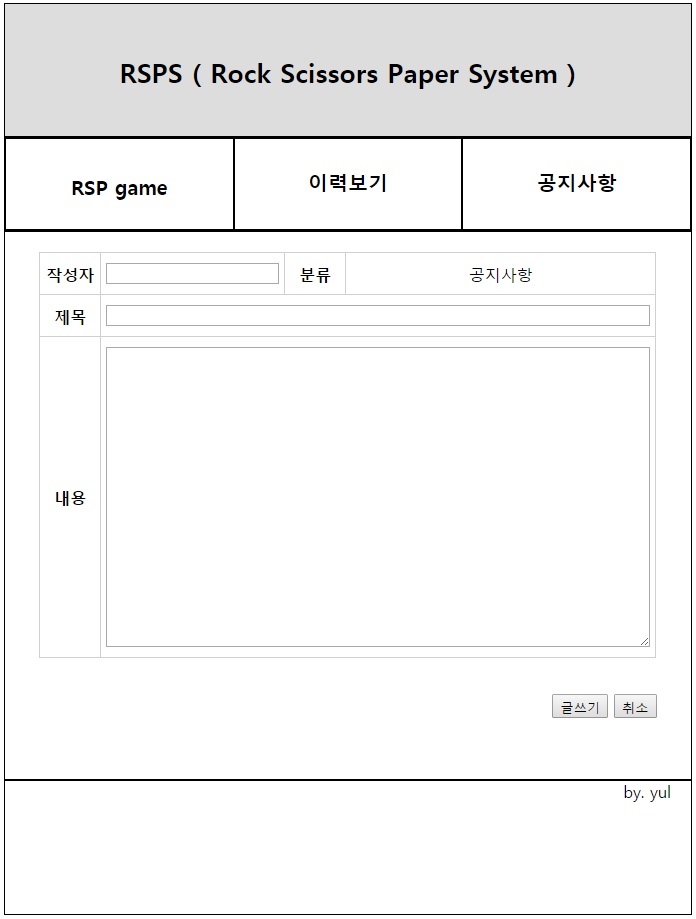 RSPS ( Rock Scissors Paper System )
RSP game 이력보기 공지사항
작성자 분류 공지사항
제목
내용
글쓰기 취소
by. yul